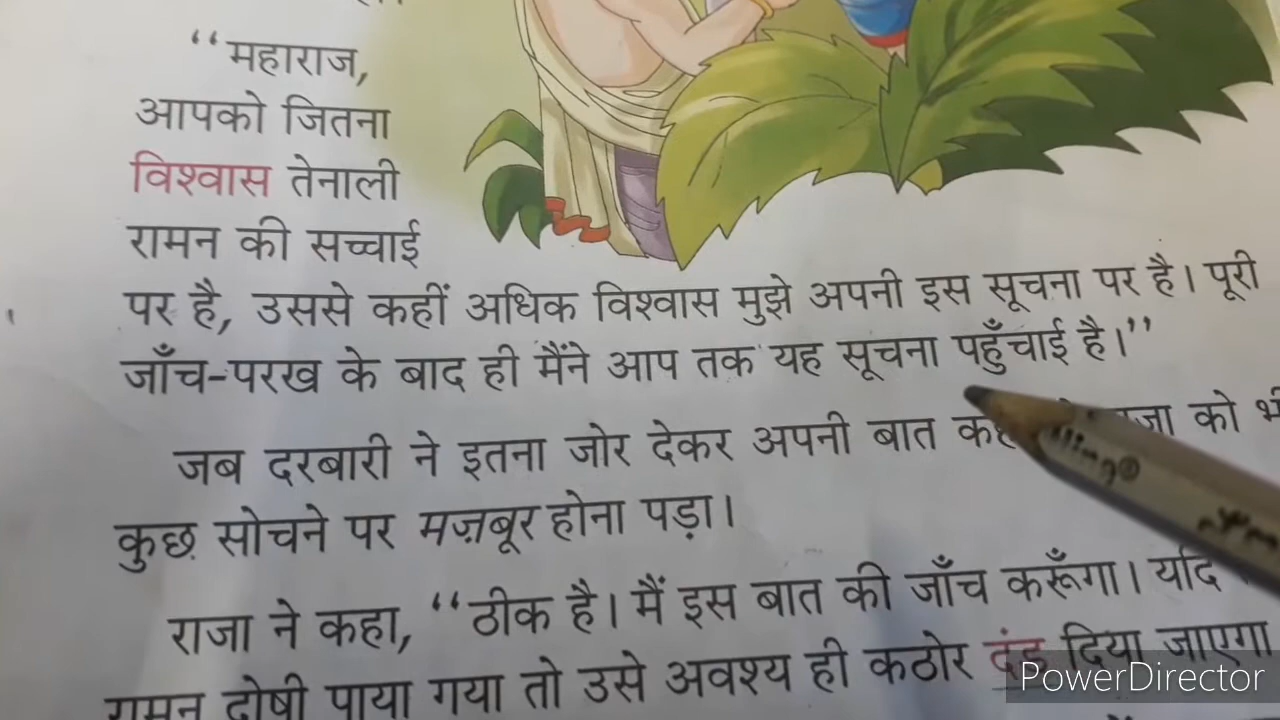 “महाराज,
आपको जितना
विश्वास तेनाली
रामन की सच्चाई
पर है, उससे कहीं अधिक विश्वास मुझे अपनी इस सूचना पर है। पूरी
जाँच-परख के बाद ही मैंने आप तक यह सूचना पहुँचाई है।”
जब दरबारी ने इतना जोर देकर अपनी बात को
कुछ सोचने पर मज़बूर होना पड़ा।
राजा ने कहा, “ठीक है। मैं इस बात की जाँच करूँगा। यदि
रामन दोषी पाया गया तो उसे अवश्य ही कठोर दंड दिया जाएगा
PowerDirector